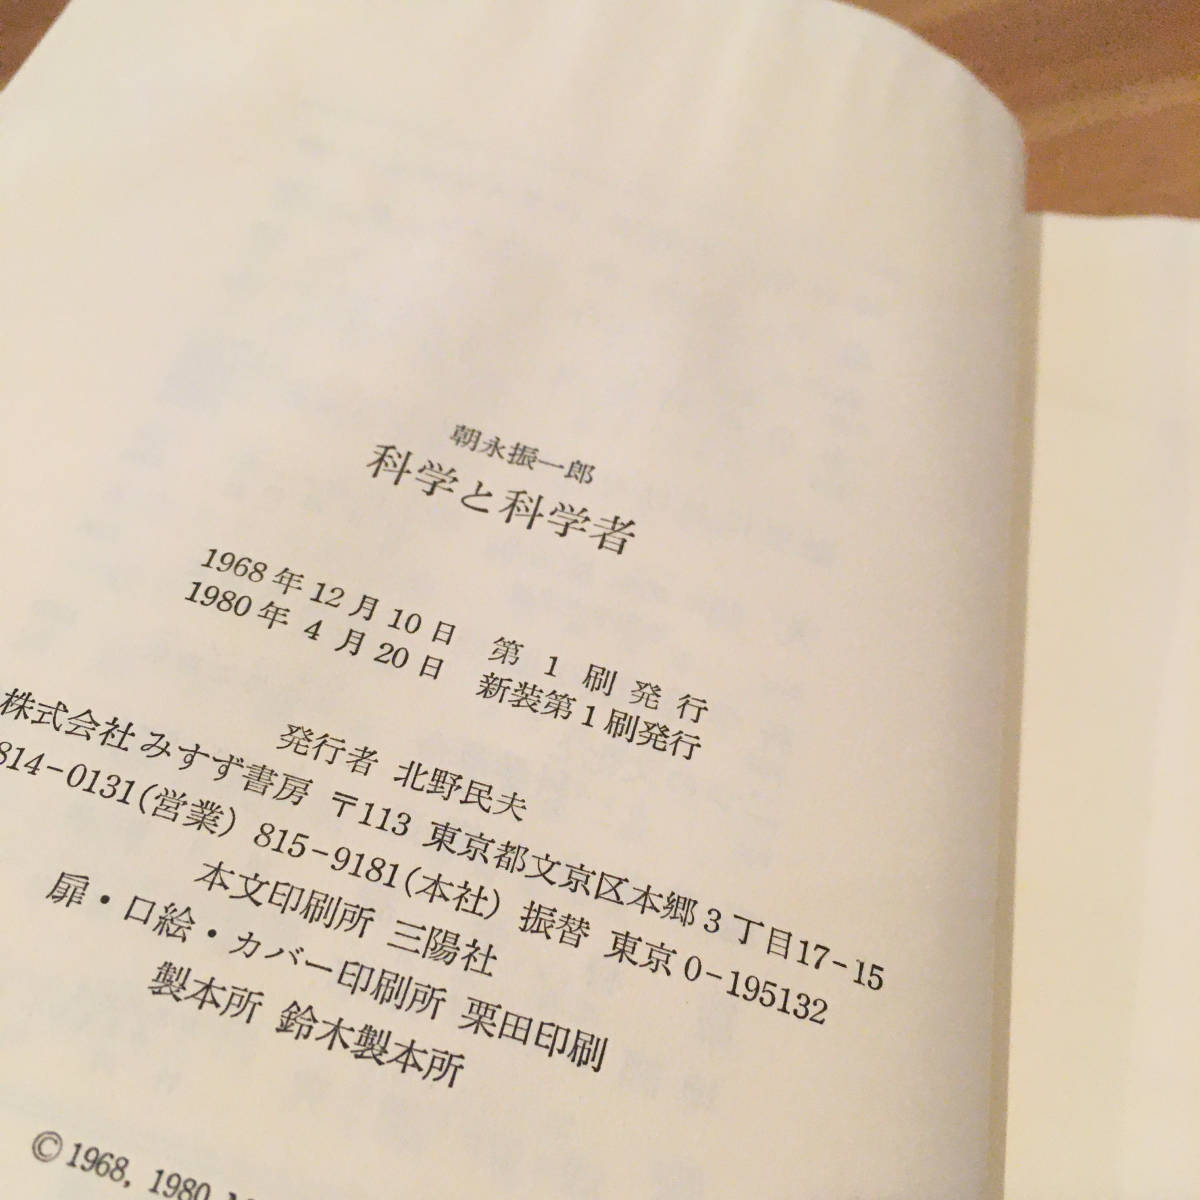 朝永振一郎
科学と科学者
1968年12月10日 第1刷発行
1980年4月20日 新装第1刷発行
発行者 北野民夫
株式会社みすず書房 〒113 東京都文京区本郷3丁目17-15
814-0131(営業) 815-9181(本社) 振替 東京0-195132
本文印刷所 三陽社
扉・口絵・カバー印刷所 栗田印刷
製本所 鈴木製本所
©1968, 1980